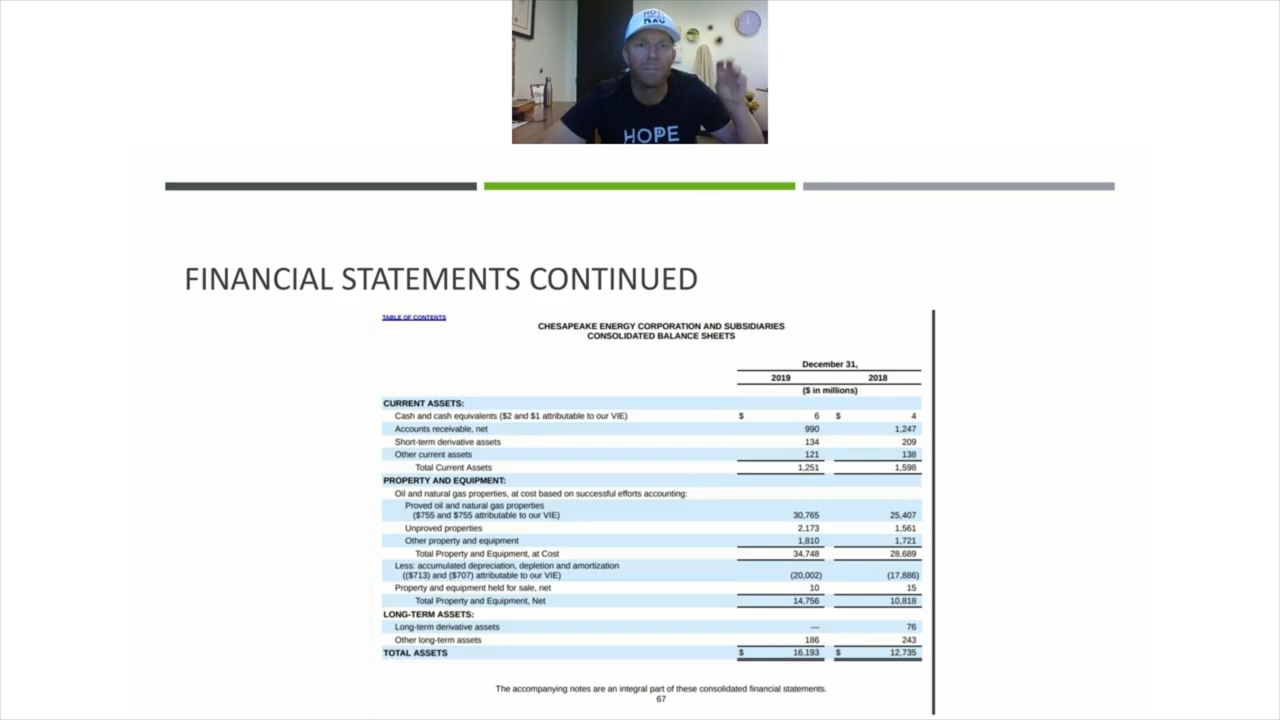 HOPE
FINANCIAL STATEMENTS CONTINUED
TABLE OF CONTENTS
CHESAPEAKE ENERGY CORPORATION AND SUBSIDIARIES
CONSOLIDATED BALANCE SHEETS
December 31,
2019 2018
($ in millions)
CURRENT ASSETS:
Cash and cash equivalents ($2 and $1 attributable to our VIE) $ 6 $ 4
Accounts receivable, net 990 1,247
Short-term derivative assets 134 209
Other current assets 121 138
Total Current Assets 1,251 1,598
PROPERTY AND EQUIPMENT:
Oil and natural gas properties, at cost based on successful efforts accounting:
Proved oil and natural gas properties
($755 and $755 attributable to our VIE) 30,765 25,407
Unproved properties 2,173 1,561
Other property and equipment 1,810 1,721
Total Property and Equipment, at Cost 34,748 28,689
Less: accumulated depreciation, depletion and amortization
(($713) and ($707) attributable to our VIE) (20,002) (17,886)
Property and equipment held for sale, net 10 15
Total Property and Equipment, Net 14,756 10,818
LONG-TERM ASSETS:
Long-term derivative assets — 76
Other long-term assets 186 243
TOTAL ASSETS $ 16,193 $ 12,735
The accompanying notes are an integral part of these consolidated financial statements.
67